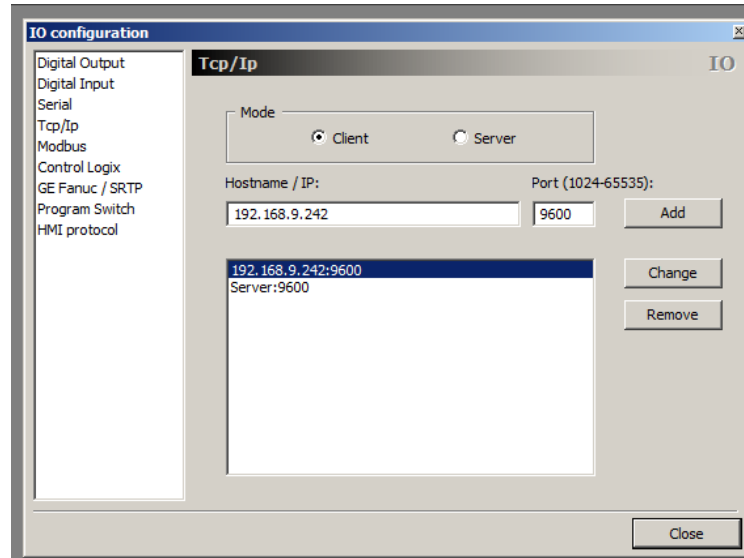 IO configuration
Digital Output
Digital Input
Serial
Tcp/Ip
Modbus
Control Logix
GE Fanuc / SRTP
Program Switch
HMI protocol
Tcp/Ip
IO
Mode
Client
Server
Hostname / IP:
Port (1024-65535):
192.168.9.242
9600
Add
192.168.9.242:9600
Server:9600
Change
Remove
Close